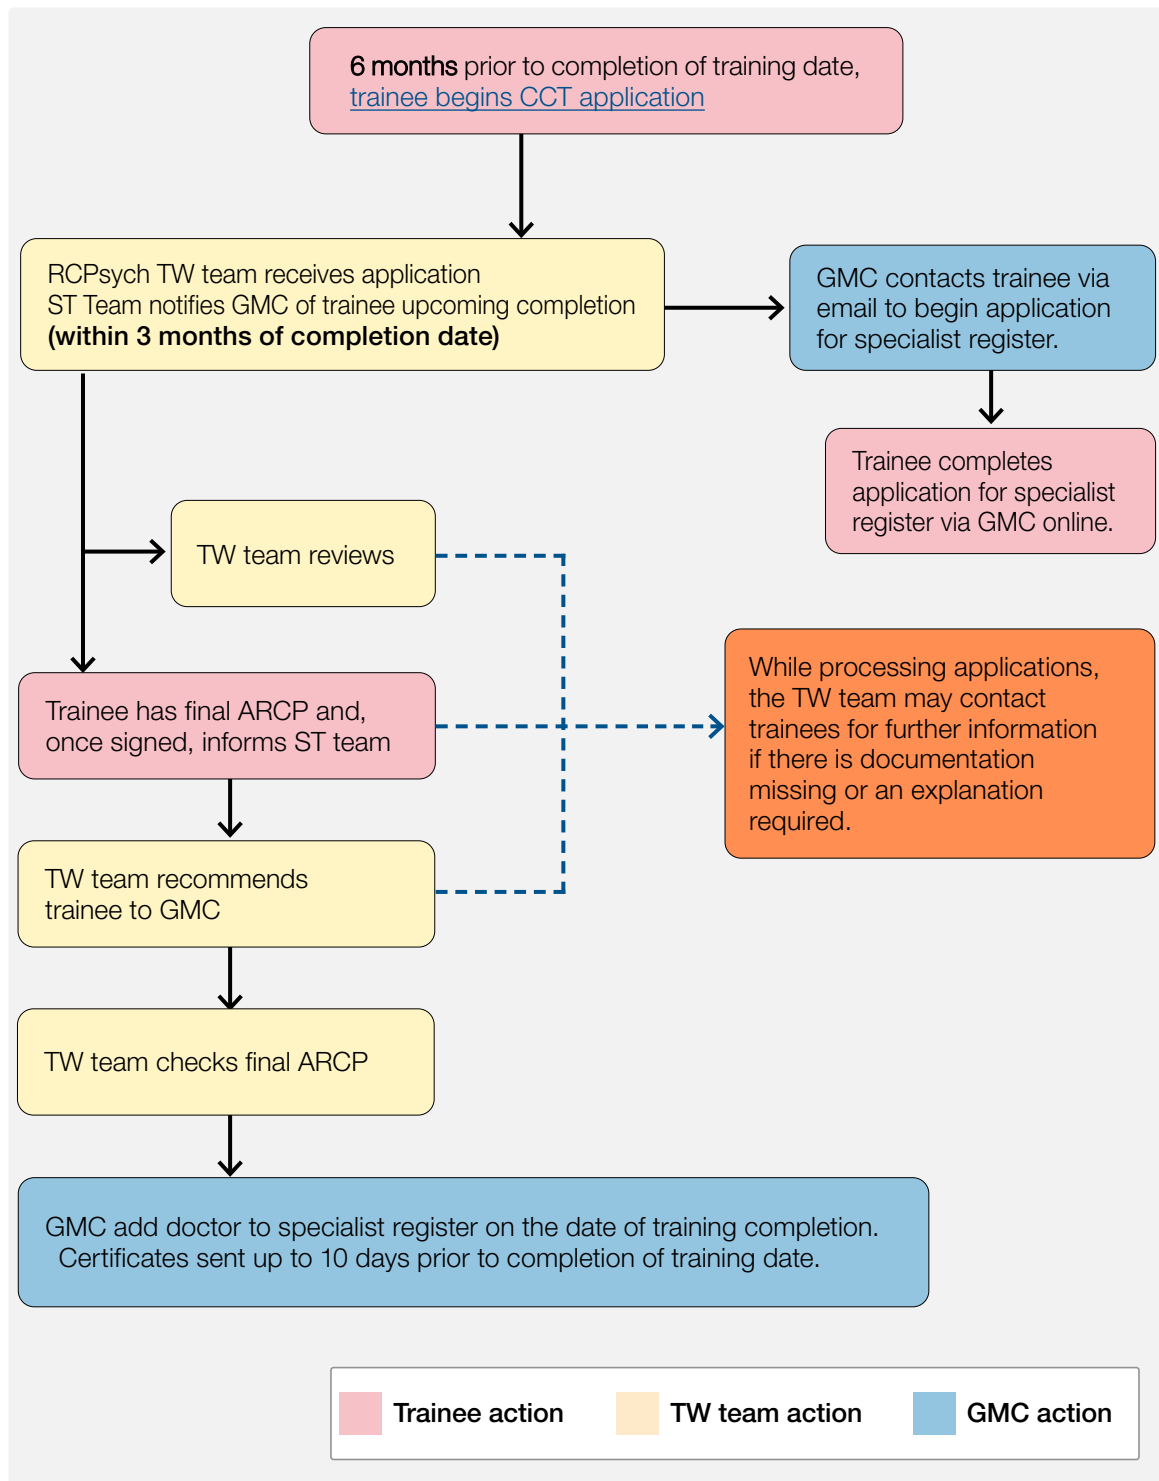 6 months prior to completion of training date,
trainee begins CCT application
RCPsych TW team receives application
ST Team notifies GMC of trainee upcoming completion
(within 3 months of completion date)
GMC contacts trainee via
email to begin application
for specialist register.
Trainee completes
application for specialist
register via GMC online.
TW team reviews
Trainee has final ARCP and,
once signed, informs ST team
While processing applications,
the TW team may contact
trainees for further information
if there is documentation
missing or an explanation
required.
TW team recommends
trainee to GMC
TW team checks final ARCP
GMC add doctor to specialist register on the date of training completion.
Certificates sent up to 10 days prior to completion of training date.
Trainee action
TW team action
GMC action